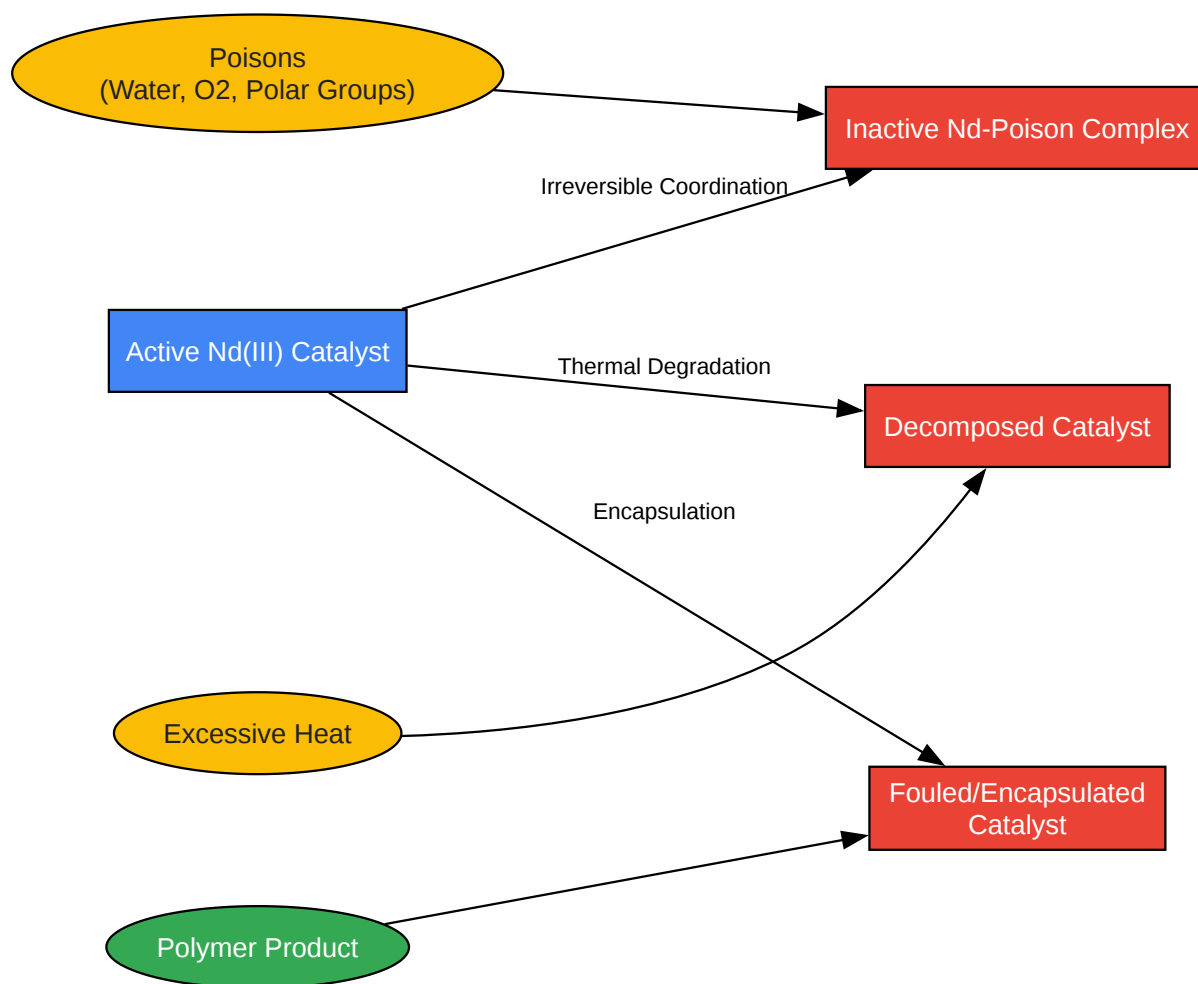 Poisons
(Water, O2, Polar Groups)
Inactive Nd-Poison Complex
Irreversible Coordination
Active Nd(III) Catalyst
Thermal Degradation
Decomposed Catalyst
Encapsulation
Excessive Heat
Fouled/Encapsulated
Catalyst
Polymer Product